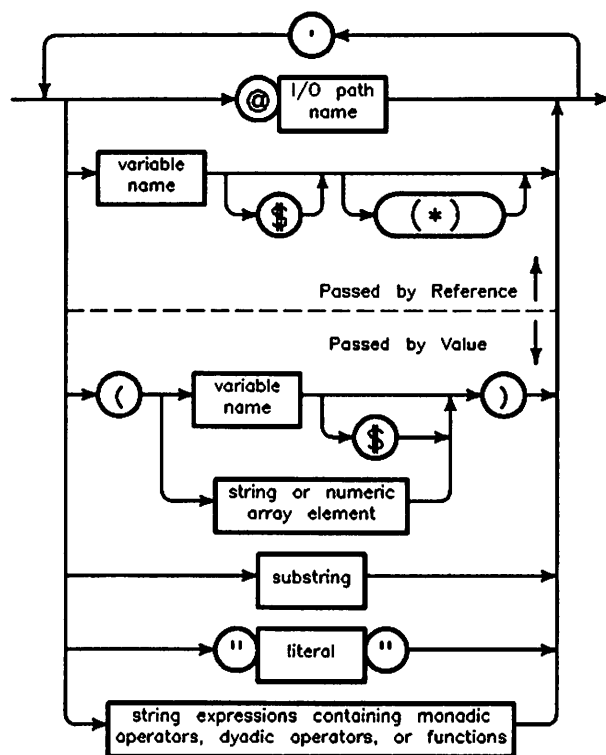 ,
@ I/O path
name
variable
name
$
(*)
Passed by Reference
Passed by Value
(
variable
name
)
$
string or numeric
array element
substring
" literal "
string expressions containing monadic
operators, dyadic operators, or functions